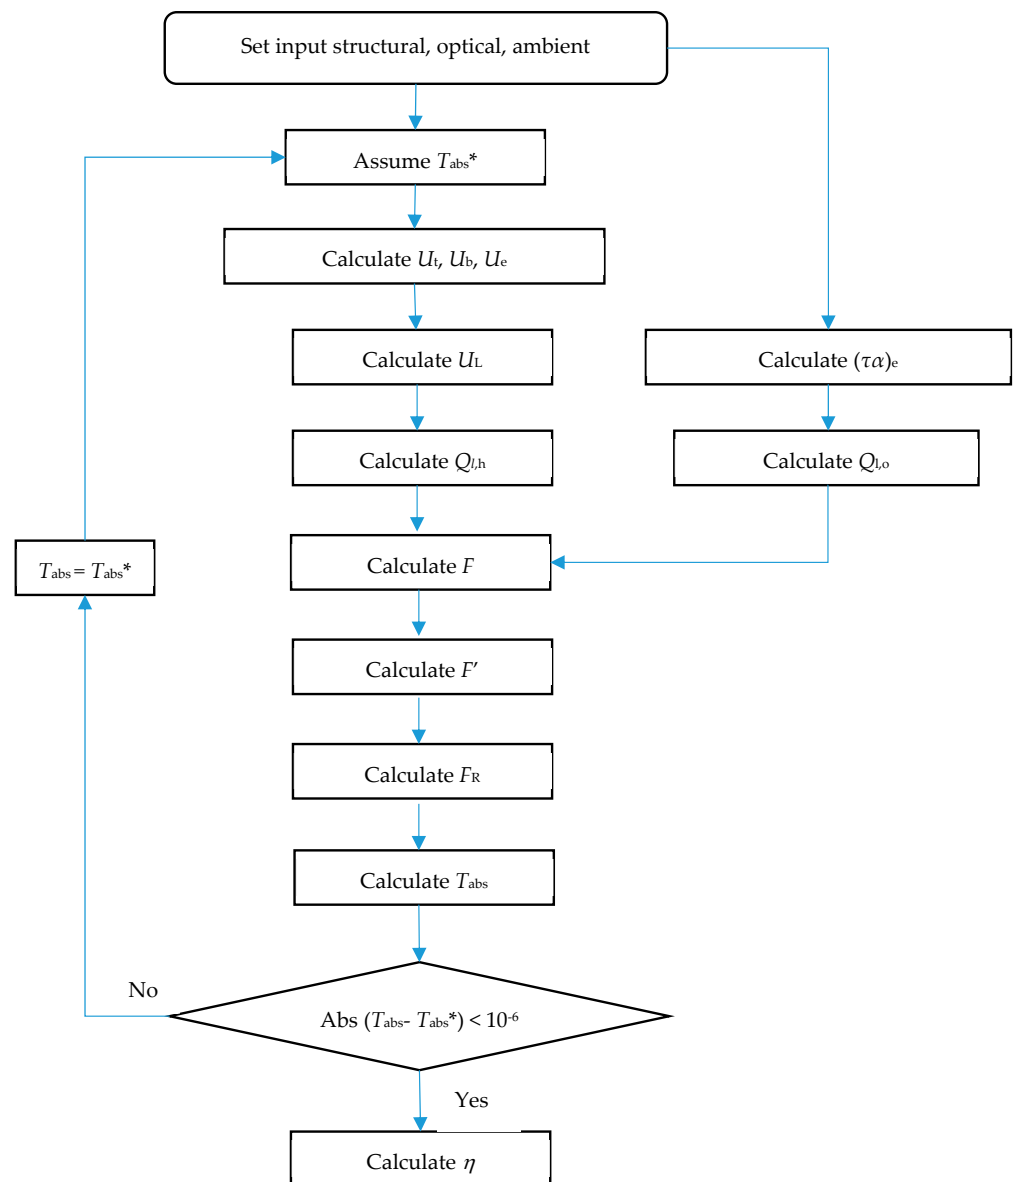 Set input structural, optical, ambient
Assume Tabs*
Calculate Ut, Ub, Ue
Calculate UL
Calculate (τα)e
Calculate Ql,h
Calculate Ql,o
Calculate F
Tabs = Tabs*
Calculate F′
Calculate FR
Calculate Tabs
No
Abs (Tabs- Tabs*) < 10-6
Yes
Calculate η